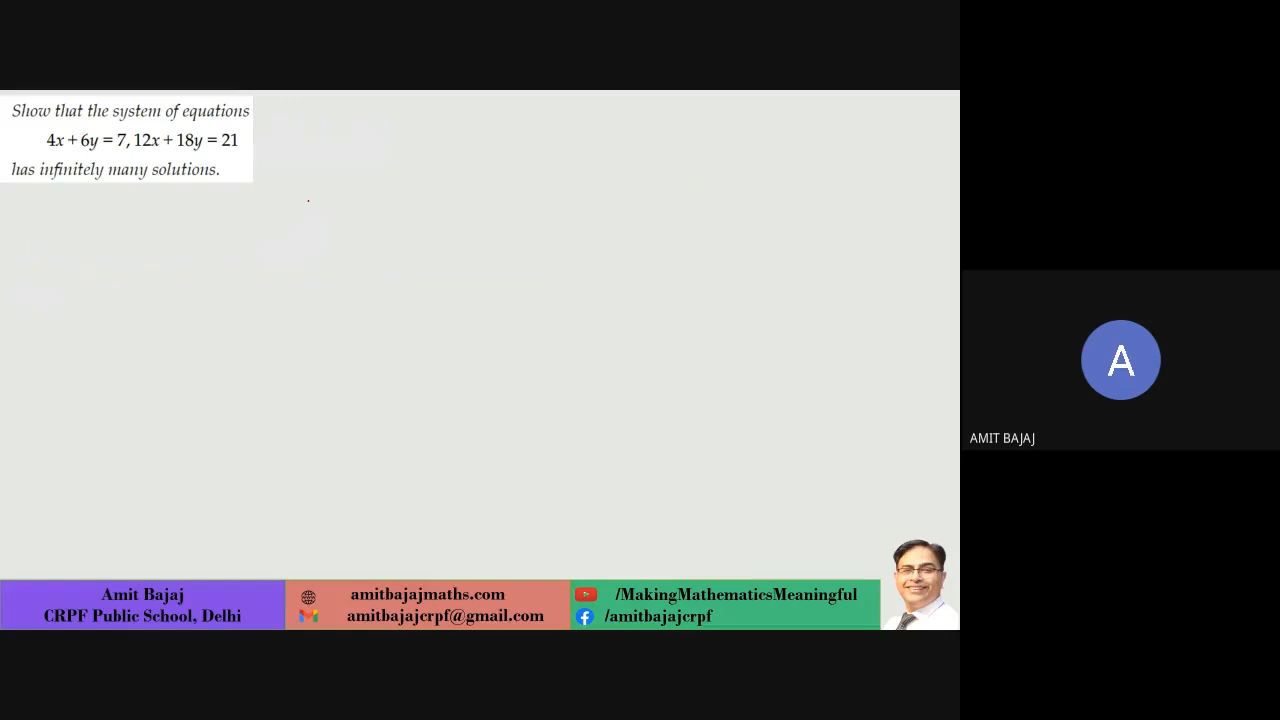 Show that the system of equations
4x + 6y = 7, 12x + 18y = 21
has infinitely many solutions.
A
AMIT BAJAJ
Amit Bajaj
CRPF Public School, Delhi
amitbajajmaths.com
amitbajajcrpf@gmail.com
/MakingMathematicsMeaningful
/amitbajajcrpf